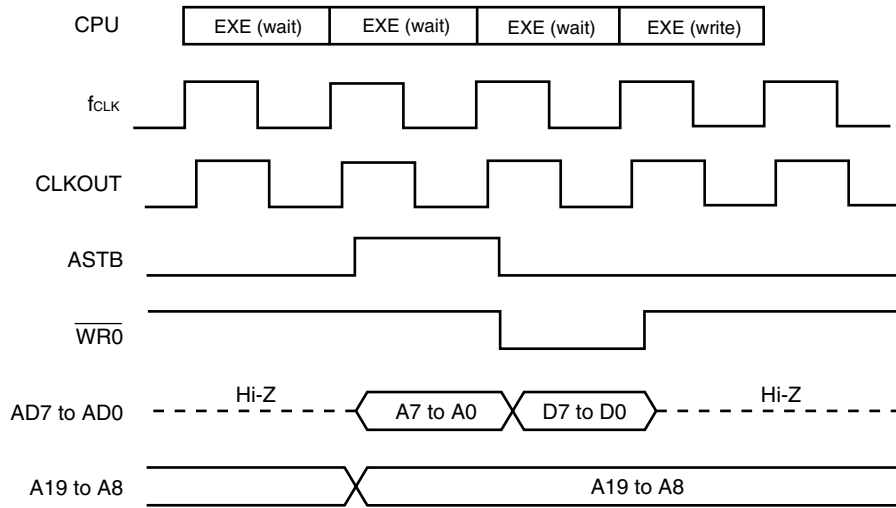 CPU EXE (wait) EXE (wait) EXE (wait) EXE (write)
fCLK
CLKOUT
ASTB
WR0
Hi-Z Hi-Z
AD7 to AD0 A7 to A0 D7 to D0
A19 to A8 A19 to A8